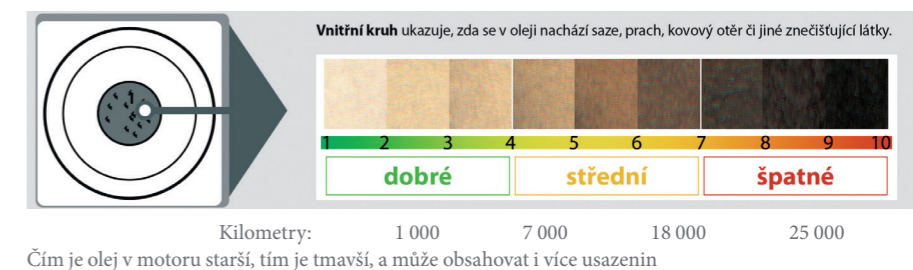 Vnitřní kruh ukazuje, zda se v oleji nachází saze, prach, kovový otěr či jiné znečišťující látky.
1 2 3 4 5 6 7 8 9 10
dobré střední špatné
Kilometry: 1 000 7 000 18 000 25 000
Čím je olej v motoru starší, tím je tmavší, a může obsahovat i více usazenin